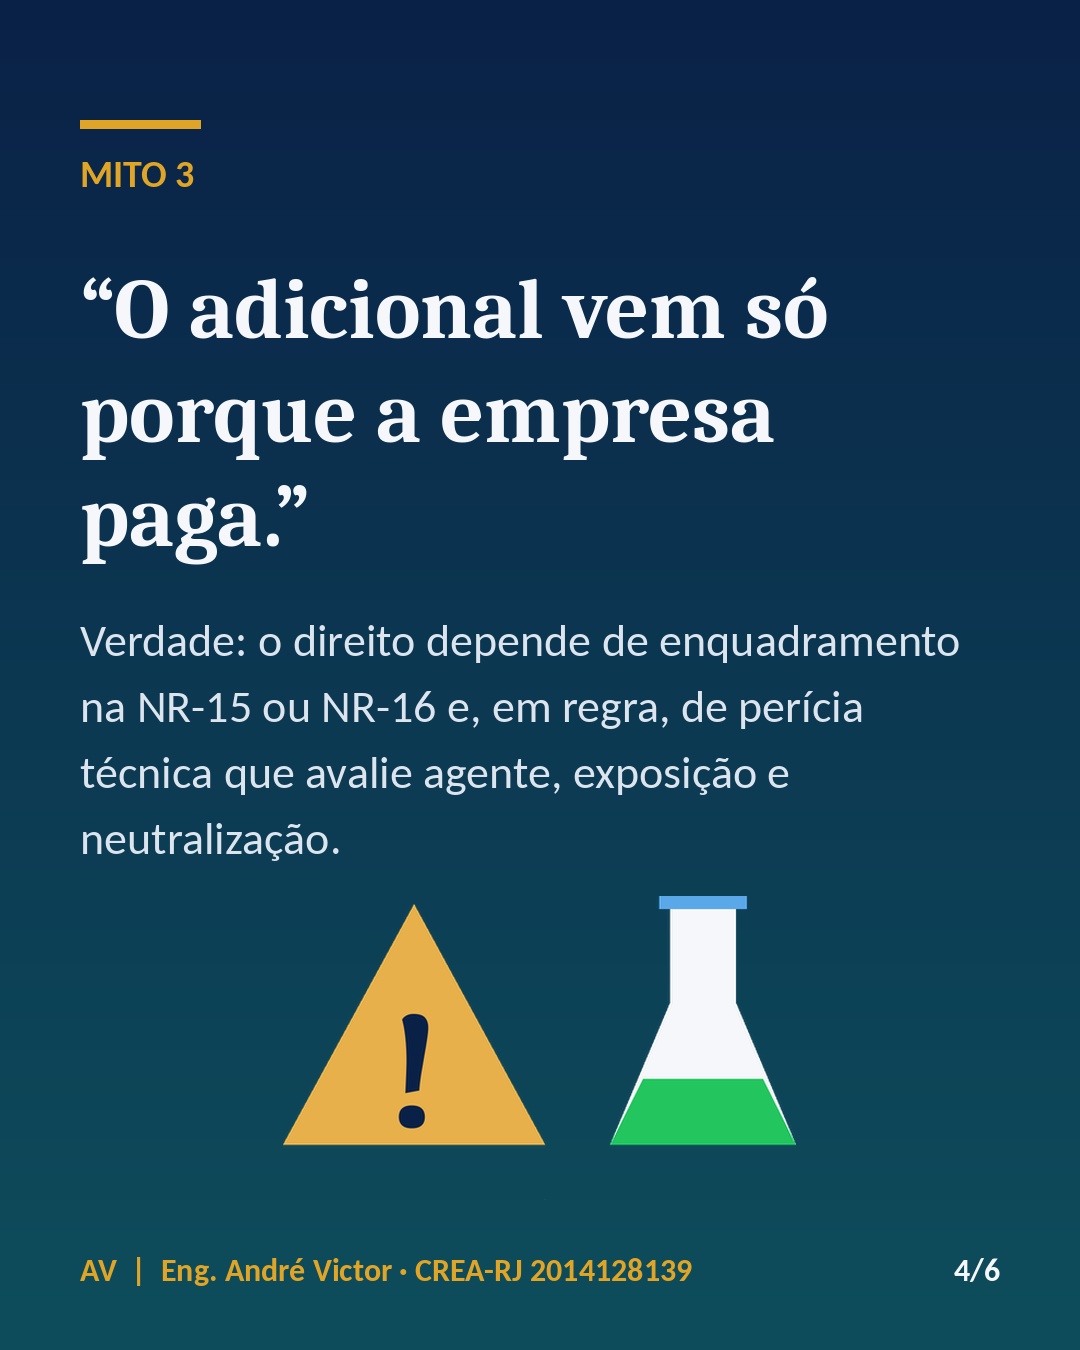 MITO 3
“O adicional vem só
porque a empresa
paga.”
Verdade: o direito depende de enquadramento
na NR-15 ou NR-16 e, em regra, de perícia
técnica que avalie agente, exposição e
neutralização.
!
AV | Eng. André Victor · CREA-RJ 2014128139
4/6